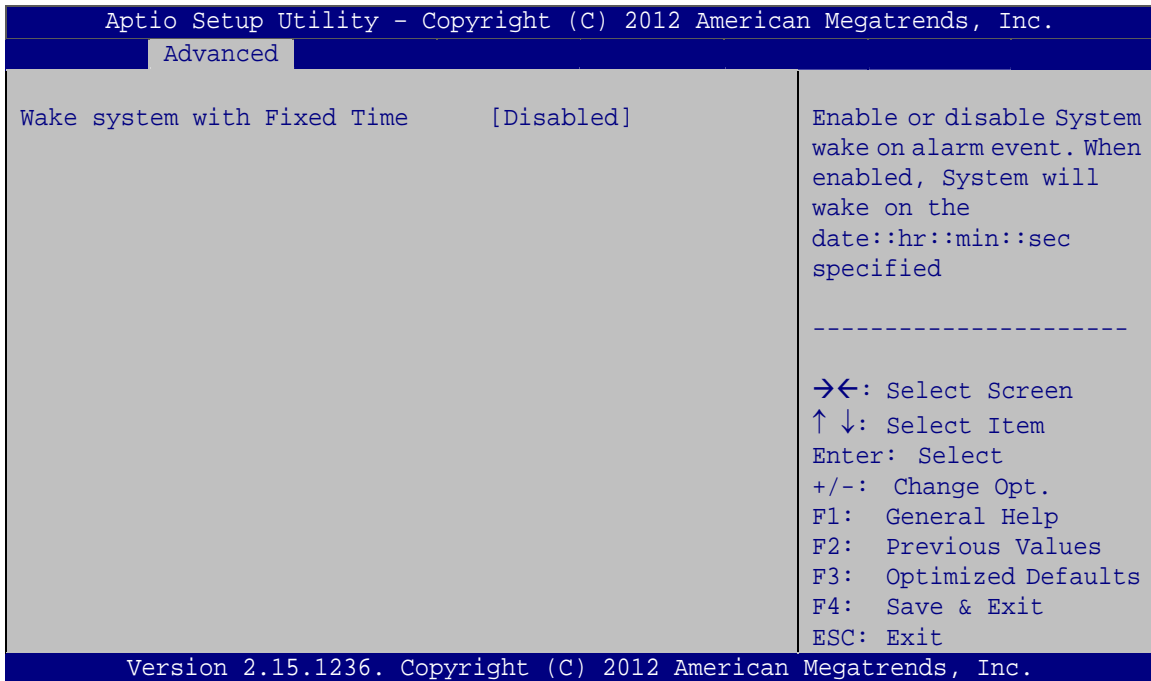 Aptio Setup Utility – Copyright (C) 2012 American Megatrends, Inc.
Advanced
Wake system with Fixed Time [Disabled]
Enable or disable System
wake on alarm event. When
enabled, System will
wake on the
date::hr::min::sec
specified
----------------------
→←: Select Screen
↑ ↓: Select Item
Enter: Select
+/-: Change Opt.
F1: General Help
F2: Previous Values
F3: Optimized Defaults
F4: Save & Exit
ESC: Exit
Version 2.15.1236. Copyright (C) 2012 American Megatrends, Inc.